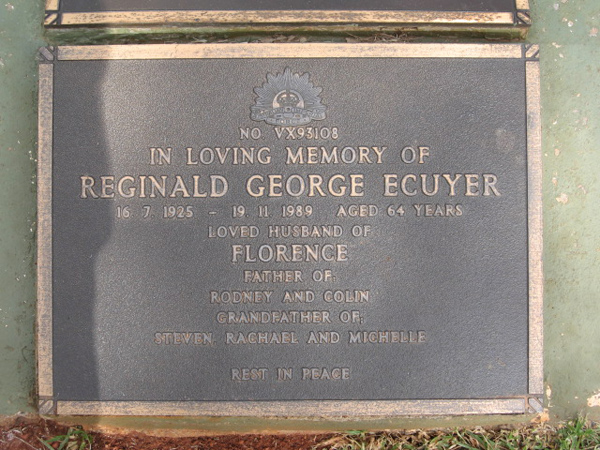 NO. VX93108
IN LOVING MEMORY OF
REGINALD GEORGE ECUYER
16 7 1925 - 19 11 1989 AGED 64 YEARS
LOVED HUSBAND OF
FLORENCE
FATHER OF
RODNEY AND COLIN
GRANDFATHER OF
STEVEN, RACHAEL AND MICHELLE
REST IN PEACE